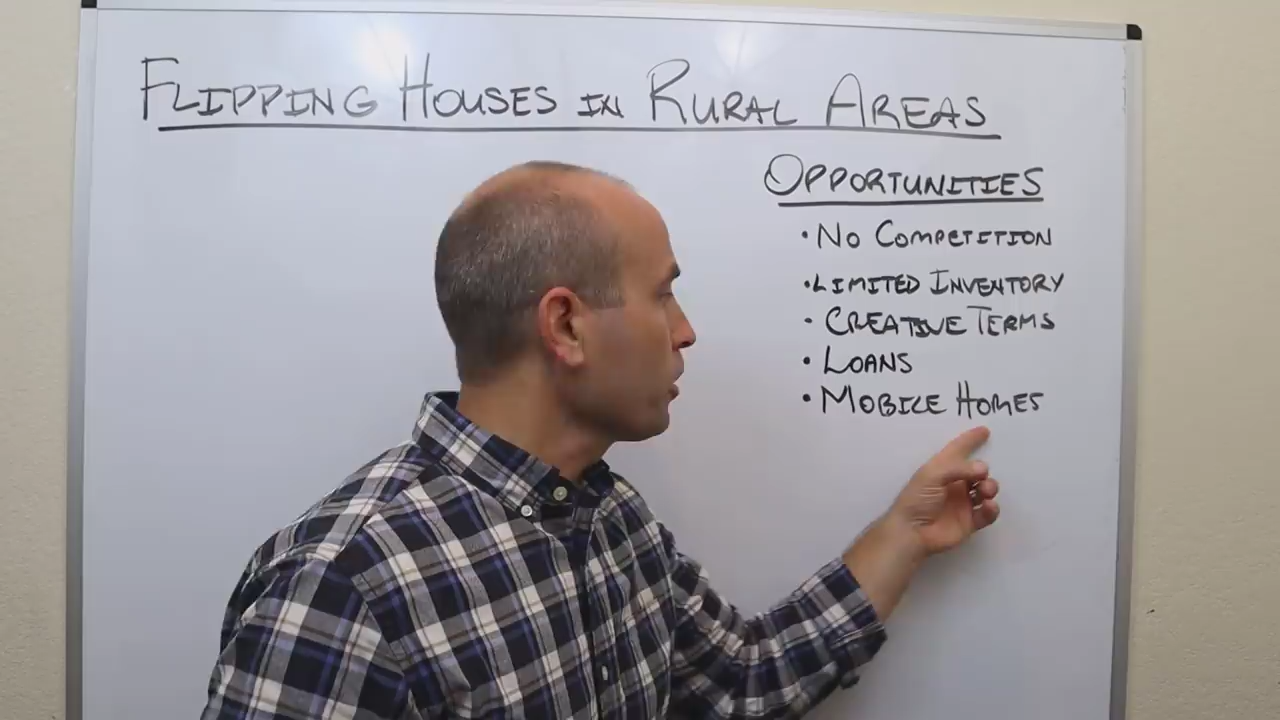 FLIPPING HOUSES IN RURAL AREAS
OPPORTUNITIES
• NO COMPETITION
• LIMITED INVENTORY
• CREATIVE TERMS
• LOANS
• MOBILE HOMES